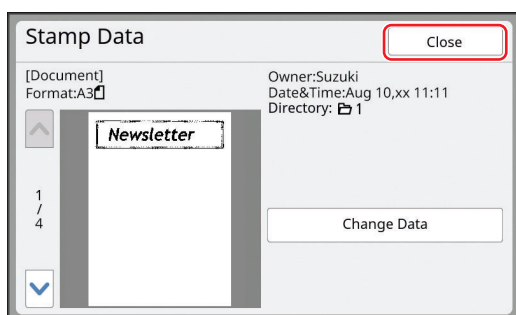 Stamp Data
Close
[Document]
Format:A3
Owner:Suzuki
Date&Time:Aug 10,xx 11:11
Directory: 1
Newsletter
1
/
4
Change Data